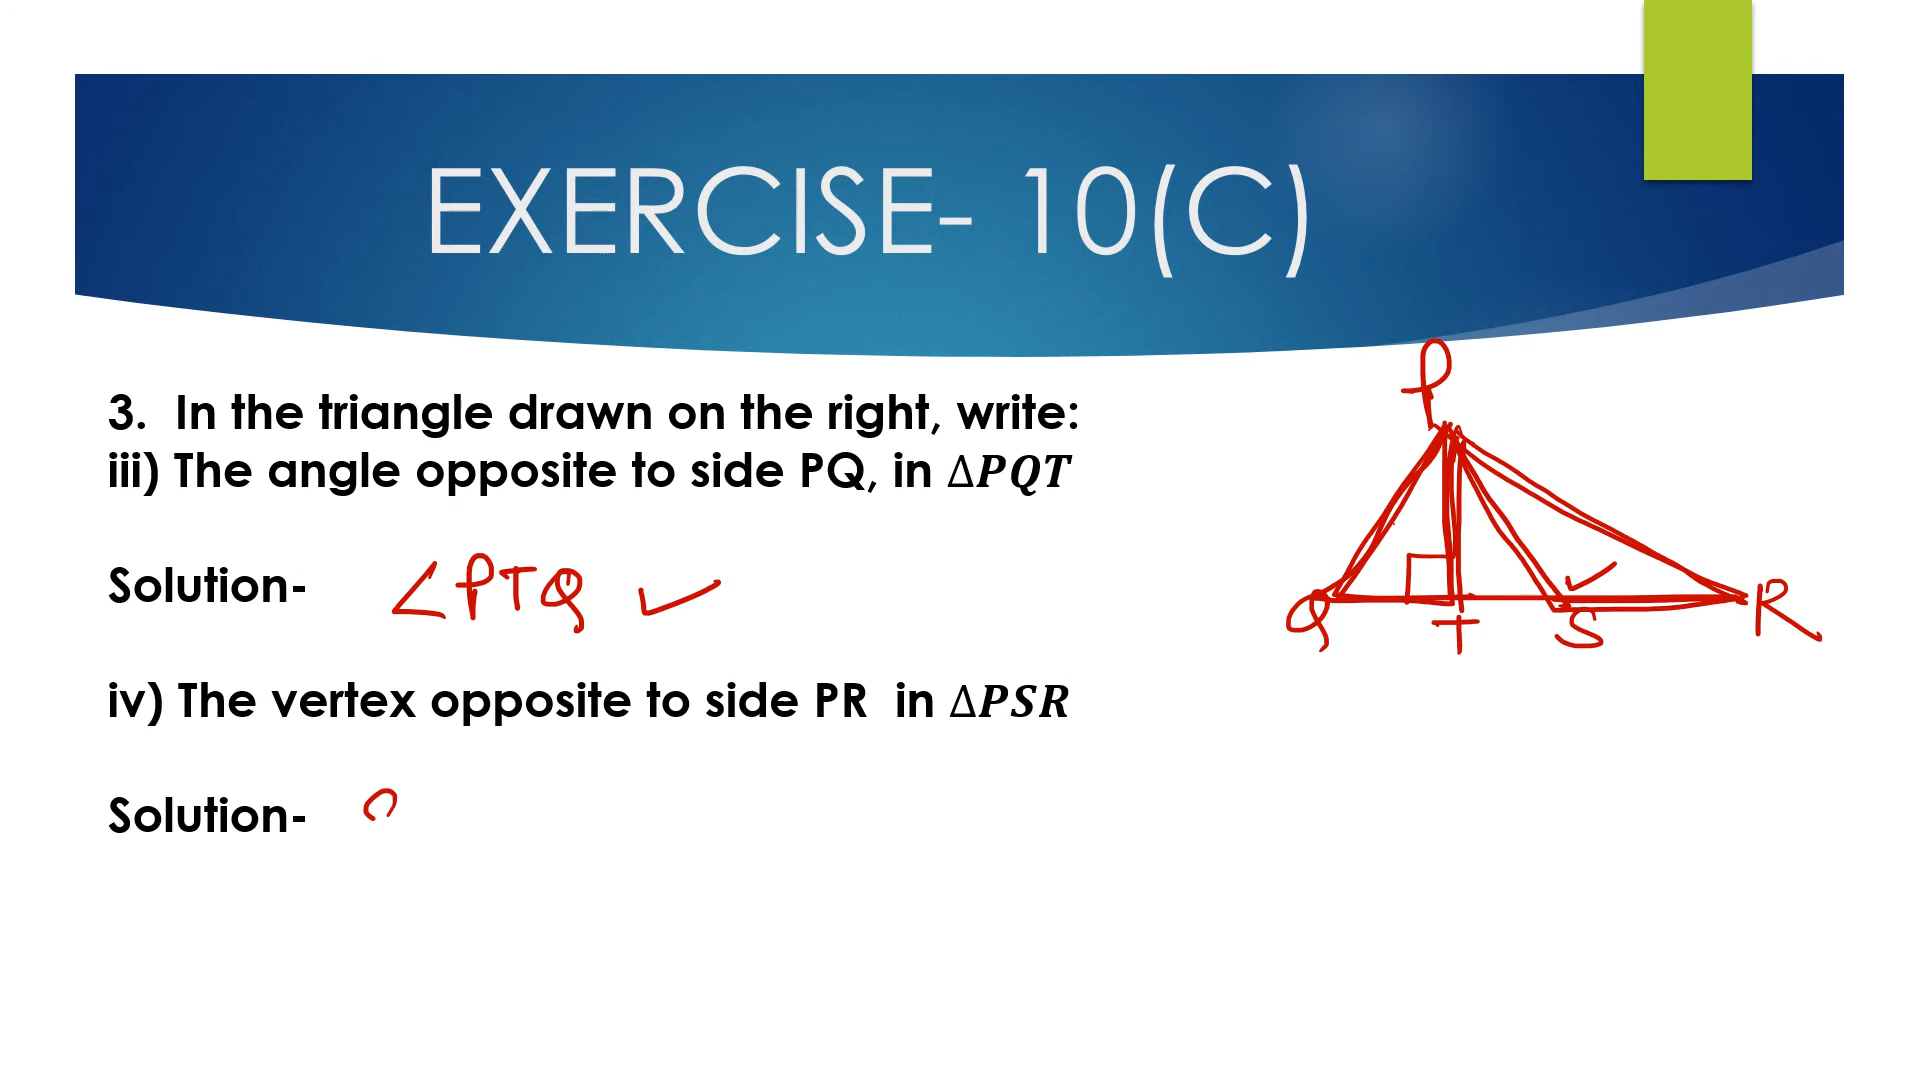 EXERCISE- 10(C)
3. In the triangle drawn on the right, write:
iii) The angle opposite to side PQ, in ΔPQT
Solution- ∠PTQ ✓
iv) The vertex opposite to side PR in ΔPSR
Solution-
P
Q T S R